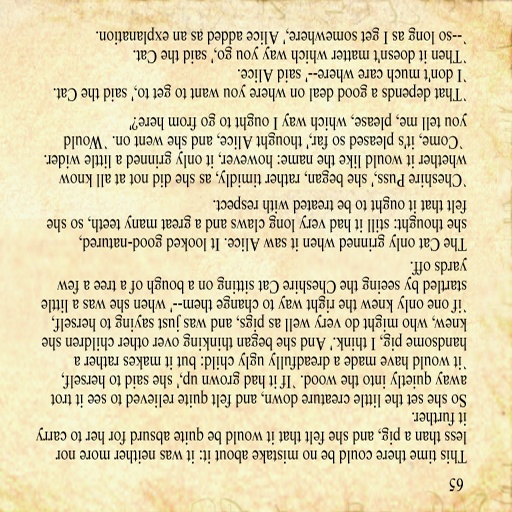 65
This time there could be no mistake about it: it was neither more nor
less than a pig, and she felt that it would be quite absurd for her to carry
it further.
So she set the little creature down, and felt quite relieved to see it trot
away quietly into the wood. `If it had grown up,' she said to herself,
`it would have made a dreadfully ugly child: but it makes rather a
handsome pig, I think.' And she began thinking over other children she
knew, who might do very well as pigs, and was just saying to herself,
`if one only knew the right way to change them--' when she was a little
startled by seeing the Cheshire Cat sitting on a bough of a tree a few
yards off.
The Cat only grinned when it saw Alice. It looked good-natured,
she thought: still it had very long claws and a great many teeth, so she
felt that it ought to be treated with respect.
`Cheshire Puss,' she began, rather timidly, as she did not at all know
whether it would like the name: however, it only grinned a little wider.
`Come, it's pleased so far,' thought Alice, and she went on. `Would
you tell me, please, which way I ought to go from here?'
`That depends a good deal on where you want to get to,' said the Cat.
`I don't much care where--' said Alice.
`Then it doesn't matter which way you go,' said the Cat.
`--so long as I get somewhere,' Alice added as an explanation.